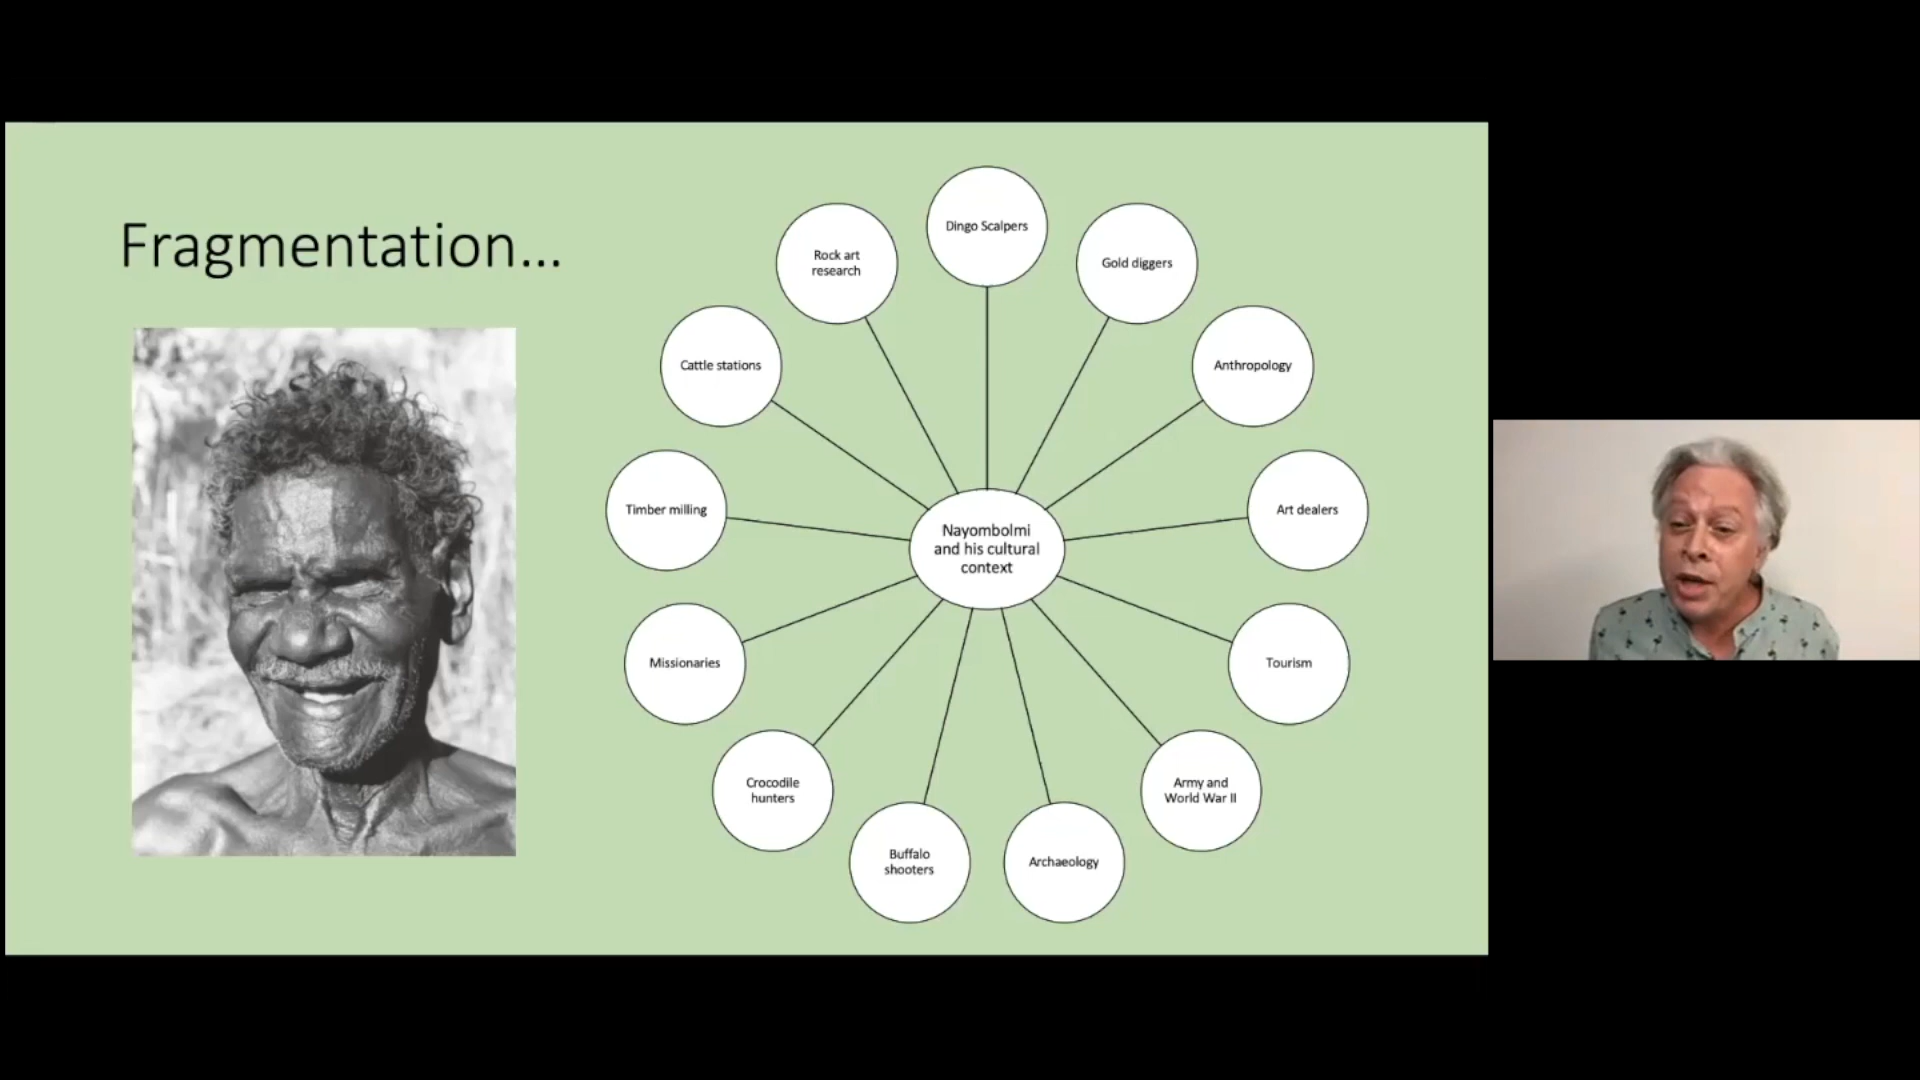 Fragmentation...
Dingo Scalpers
Gold diggers
Anthropology
Art dealers
Tourism
Army and
World War II
Archaeology
Buffalo
shooters
Crocodile
hunters
Missionaries
Timber milling
Cattle stations
Rock art
research
Nayombolmi
and his cultural
context